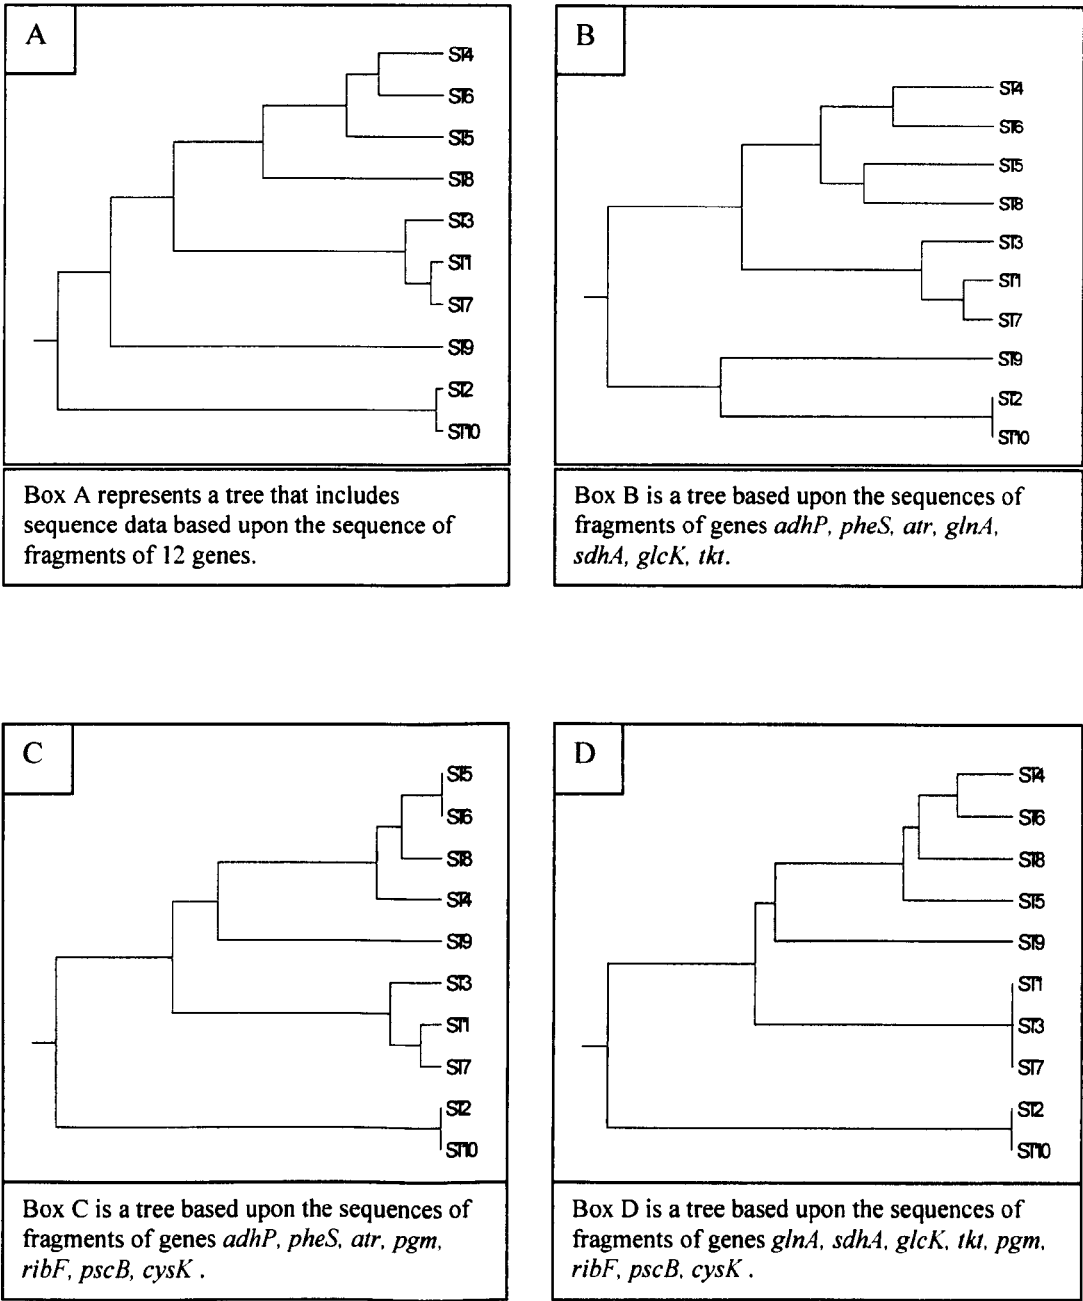 A
ST4
ST6
ST5
ST8
ST3
ST1
ST7
ST9
ST2
ST10
Box A represents a tree that includes
sequence data based upon the sequence of
fragments of 12 genes.
B
ST4
ST6
ST5
ST8
ST3
ST1
ST7
ST9
ST2
ST10
Box B is a tree based upon the sequences of
fragments of genes adhP, pheS, atr, glnA,
sdhA, glcK, tkt.
C
ST5
ST6
ST8
ST4
ST9
ST3
ST1
ST7
ST2
ST10
Box C is a tree based upon the sequences of
fragments of genes adhP, pheS, atr, pgm,
ribF, pscB, cysK .
D
ST4
ST6
ST8
ST5
ST9
ST1
ST3
ST7
ST2
ST10
Box D is a tree based upon the sequences of
fragments of genes glnA, sdhA, glcK, tkt, pgm,
ribF, pscB, cysK .